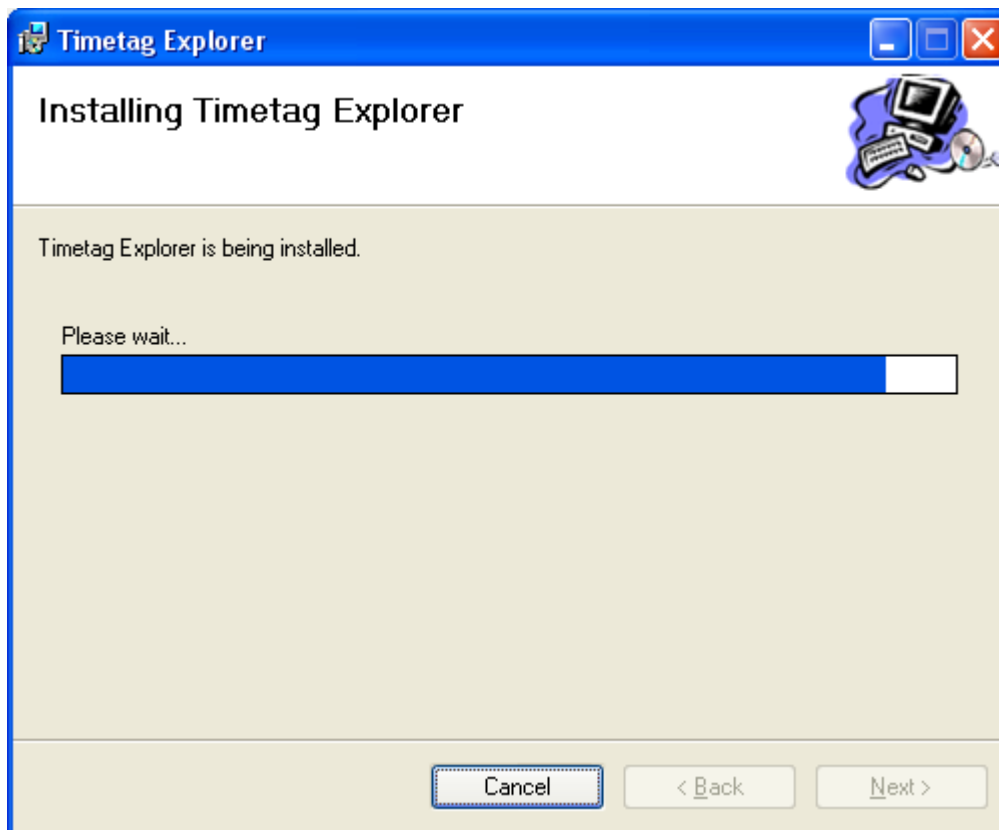 Timetag Explorer
Installing Timetag Explorer
Timetag Explorer is being installed.
Please wait...
Cancel
< Back
Next >